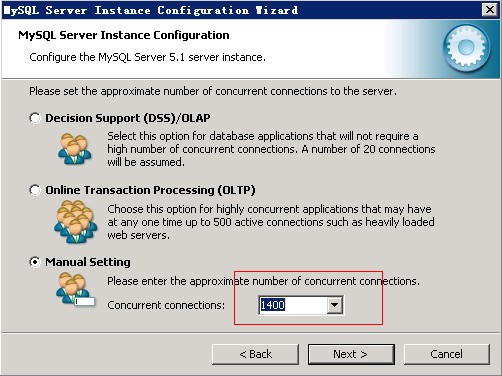 MySQL Server Instance Configuration Wizard
MySQL Server Instance Configuration
Configure the MySQL Server 5.1 server instance.
Please set the approximate number of concurrent connections to the server.
Decision Support (DSS)/OLAP
Select this option for database applications that will not require a
high number of concurrent connections. A number of 20 connections
will be assumed.
Online Transaction Processing (OLTP)
Choose this option for highly concurrent applications that may have
at any one time up to 500 active connections such as heavily loaded
web servers.
Manual Setting
Please enter the approximate number of concurrent connections.
Concurrent connections: 1400
< Back Next > Cancel